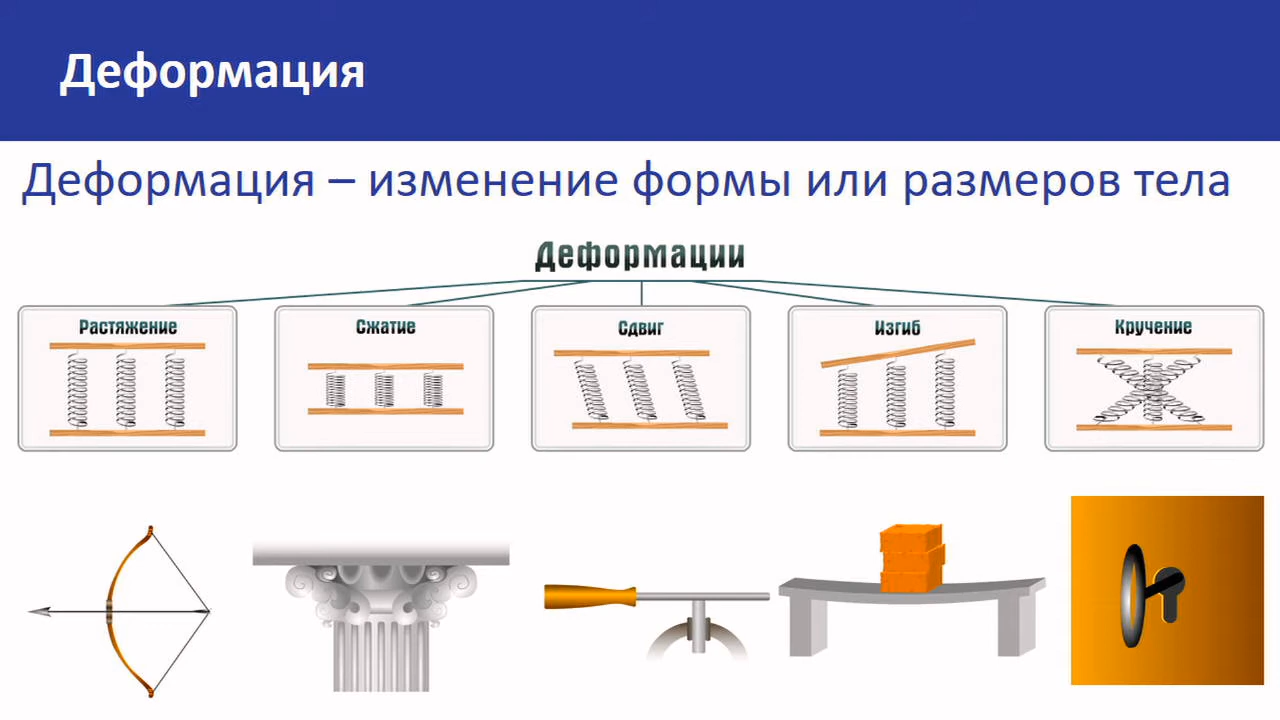 Деформация
Деформация – изменение формы или размеров тела
Деформации
Растяжение
Сжатие
Сдвиг
Изгиб
Кручение